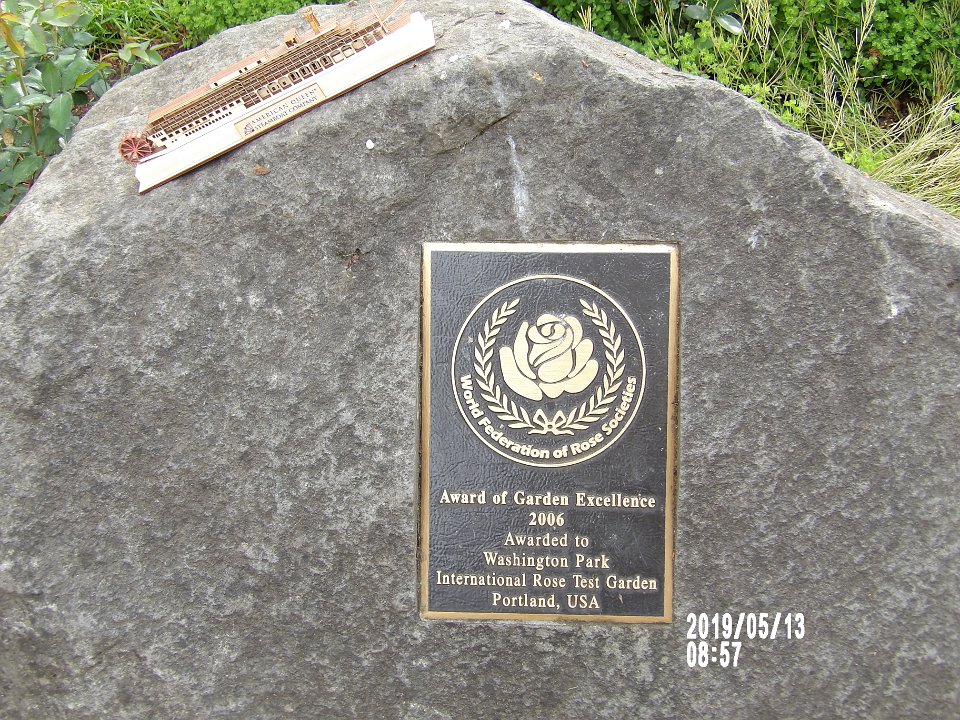 AMERICAN QUEEN
STEAMBOAT COMPANY
World Federation of Rose Societies
Award of Garden Excellence
2006
Awarded to
Washington Park
International Rose Test Garden
Portland, USA
2019/05/13
08:57